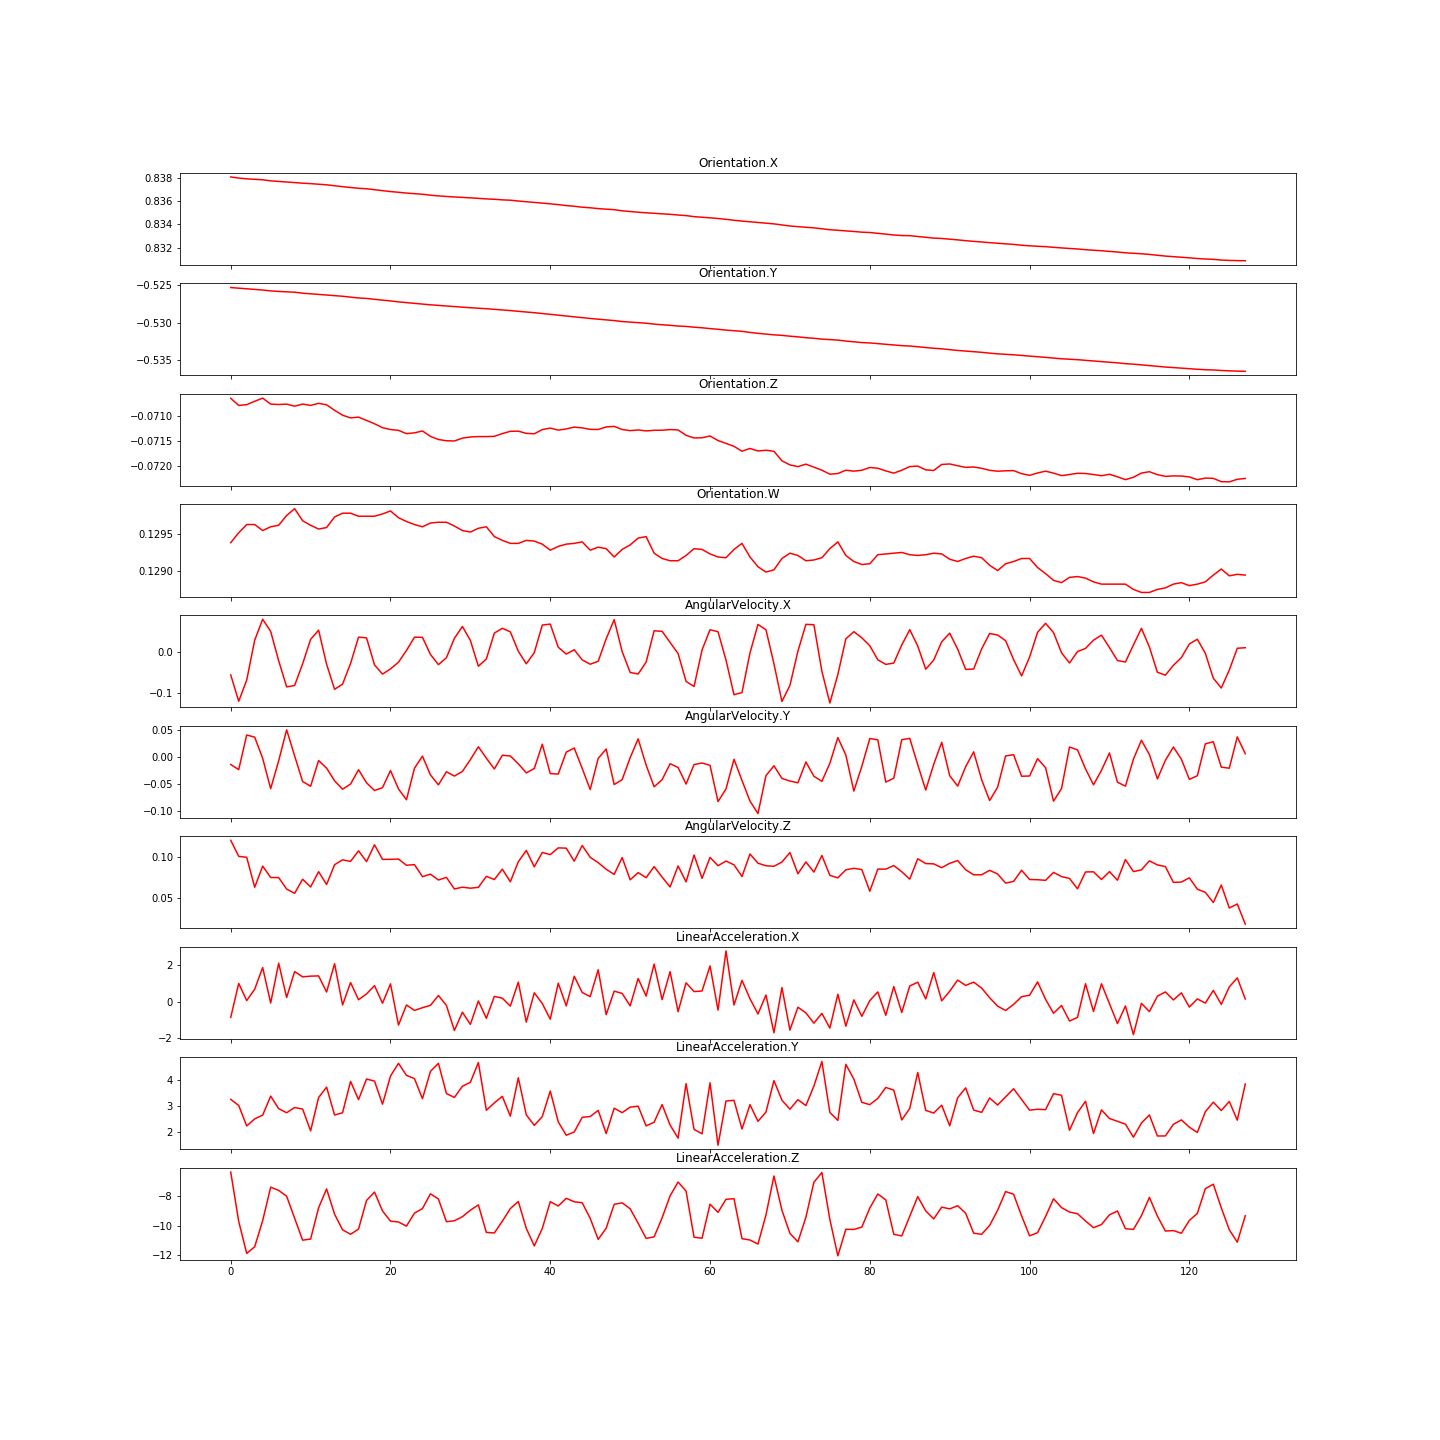 Orientation.X
0.838
0.836
0.834
0.832
Orientation.Y
−0.525
−0.530
−0.535
Orientation.Z
−0.0710
−0.0715
−0.0720
Orientation.W
0.1295
0.1290
AngularVelocity.X
0.0
−0.1
AngularVelocity.Y
0.05
0.00
−0.05
−0.10
AngularVelocity.Z
0.10
0.05
LinearAcceleration.X
2
0
−2
LinearAcceleration.Y
4
3
2
LinearAcceleration.Z
−8
−10
−12
0 20 40 60 80 100 120